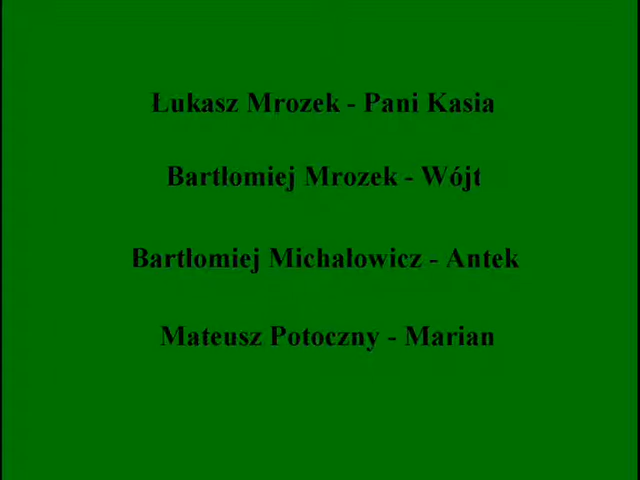 Łukasz Mrozek - Pani Kasia
Bartłomiej Mrozek - Wójt
Bartłomiej Michałowicz - Antek
Mateusz Potoczny - Marian